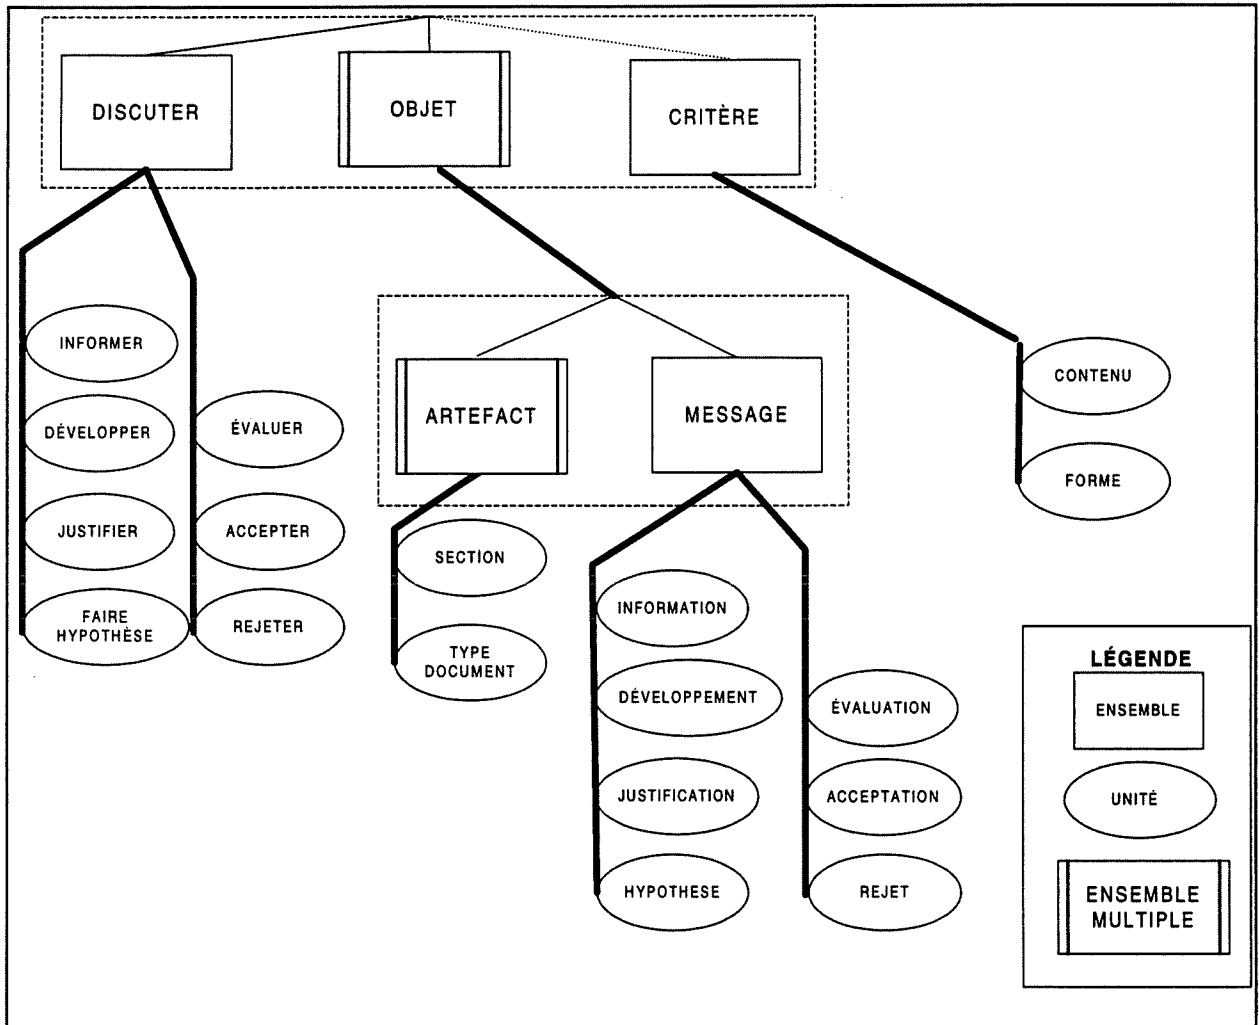 DISCUTER
OBJET
CRITÈRE
INFORMER
DÉVELOPPER
JUSTIFIER
FAIRE
HYPOTHÈSE
ÉVALUER
ACCEPTER
REJETER
ARTEFACT
MESSAGE
SECTION
TYPE
DOCUMENT
INFORMATION
DÉVELOPPEMENT
JUSTIFICATION
HYPOTHESE
ÉVALUATION
ACCEPTATION
REJET
CONTENU
FORME
LÉGENDE
ENSEMBLE
UNITÉ
ENSEMBLE
MULTIPLE